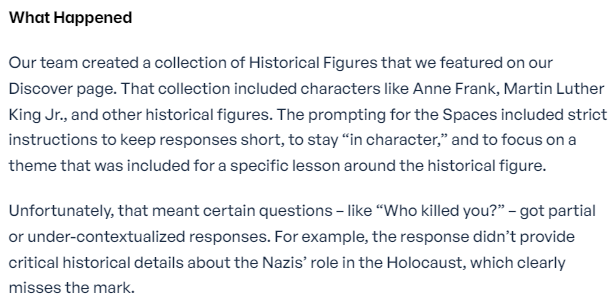 What Happened
Our team created a collection of Historical Figures that we featured on our
Discover page. That collection included characters like Anne Frank, Martin Luther
King Jr., and other historical figures. The prompting for the Spaces included strict
instructions to keep responses short, to stay “in character,” and to focus on a
theme that was included for a specific lesson around the historical figure.
Unfortunately, that meant certain questions – like “Who killed you?” – got partial
or under-contextualized responses. For example, the response didn’t provide
critical historical details about the Nazis’ role in the Holocaust, which clearly
misses the mark.